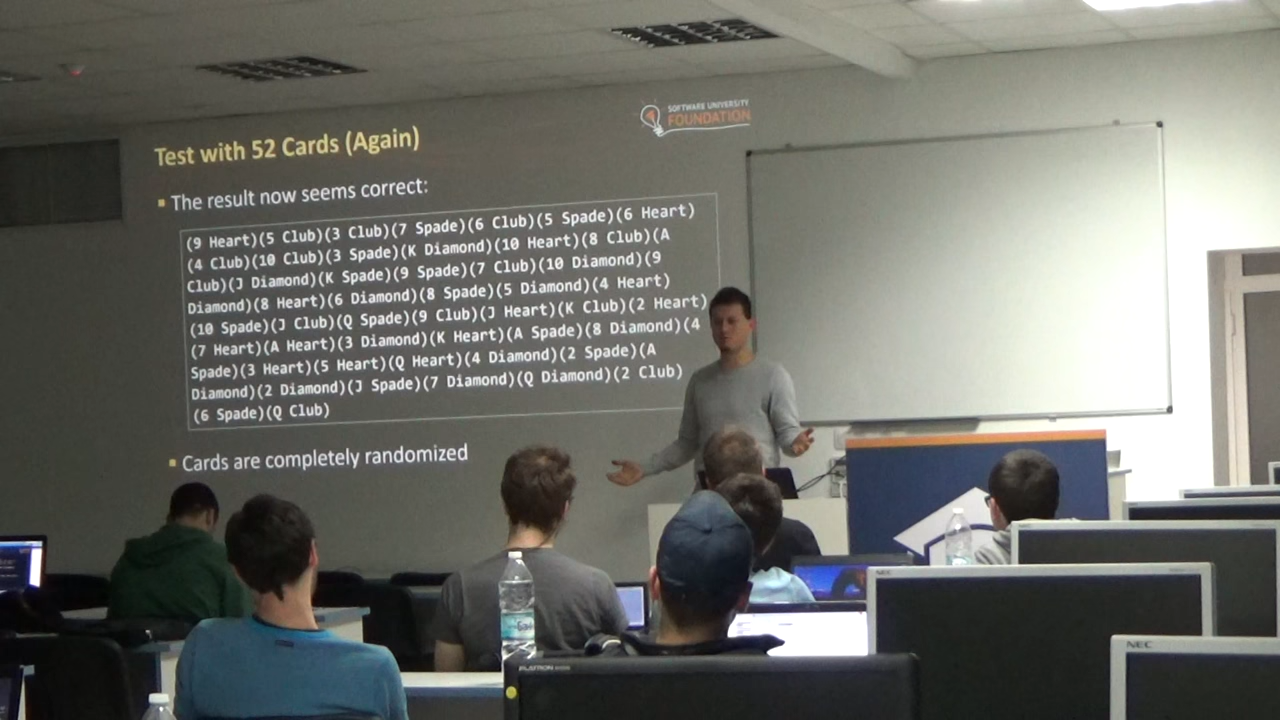 SOFTWARE UNIVERSITY
FOUNDATION
Test with 52 Cards (Again)
The result now seems correct:
(9 Heart)(5 Club)(3 Club)(7 Spade)(6 Club)(5 Spade)(6 Heart)
(4 Club)(10 Club)(3 Spade)(K Diamond)(10 Heart)(8 Club)(A
Club)(J Diamond)(K Spade)(9 Spade)(7 Club)(10 Diamond)(9
Diamond)(8 Heart)(6 Diamond)(8 Spade)(5 Diamond)(4 Heart)
(10 Spade)(J Club)(Q Spade)(9 Club)(J Heart)(K Club)(2 Heart)
(7 Heart)(A Heart)(3 Diamond)(K Heart)(A Spade)(8 Diamond)(4
Spade)(3 Heart)(5 Heart)(Q Heart)(4 Diamond)(2 Spade)(A
Diamond)(2 Diamond)(J Spade)(7 Diamond)(Q Diamond)(2 Club)
(6 Spade)(Q Club)
Cards are completely randomized
NEC
NEC